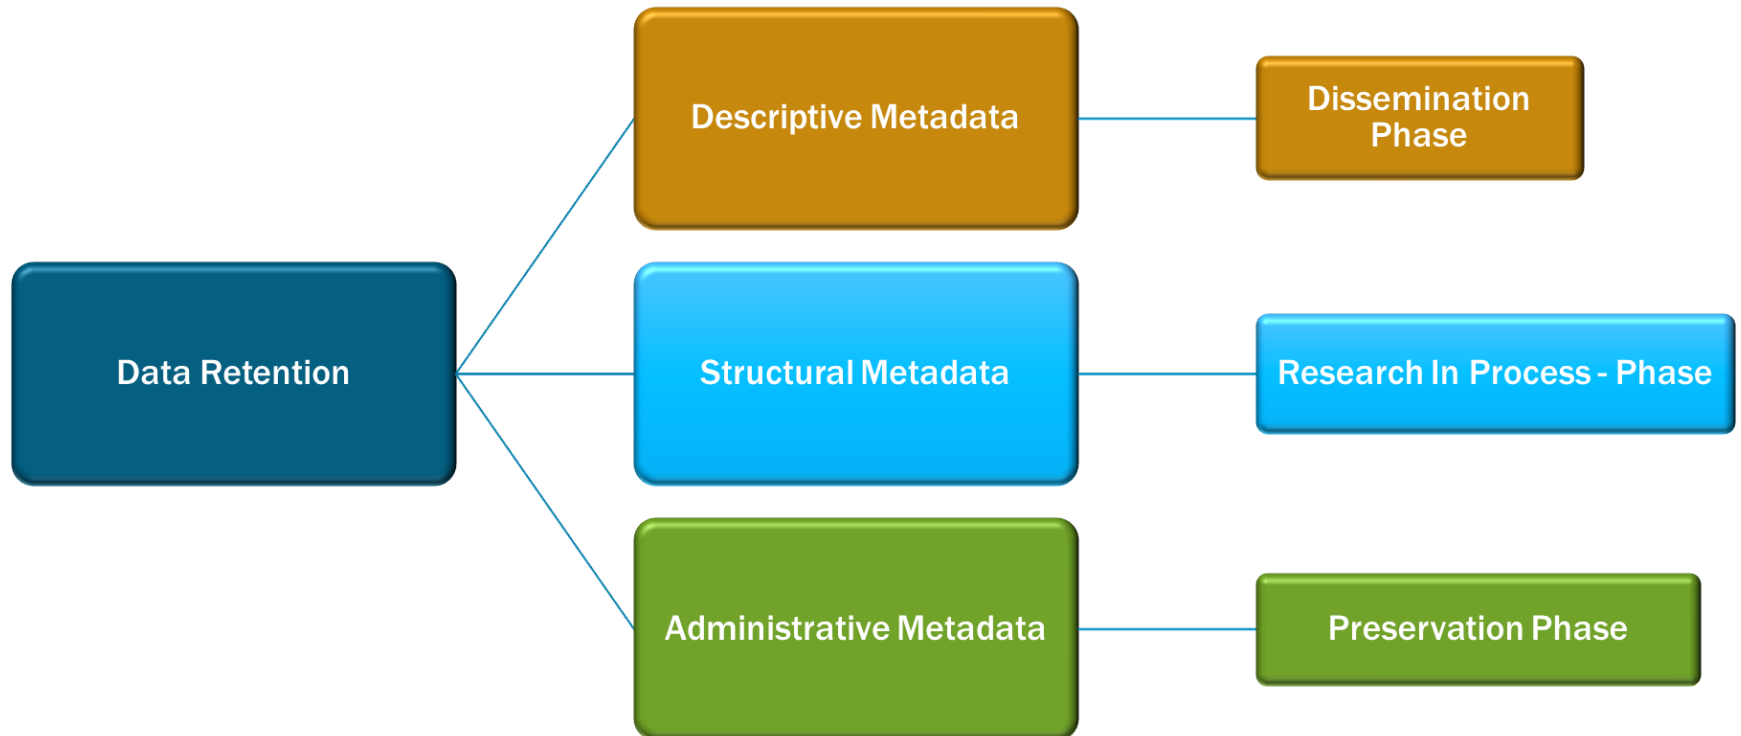 Descriptive Metadata
Dissemination
Phase
Data Retention
Structural Metadata
Research In Process - Phase
Administrative Metadata
Preservation Phase